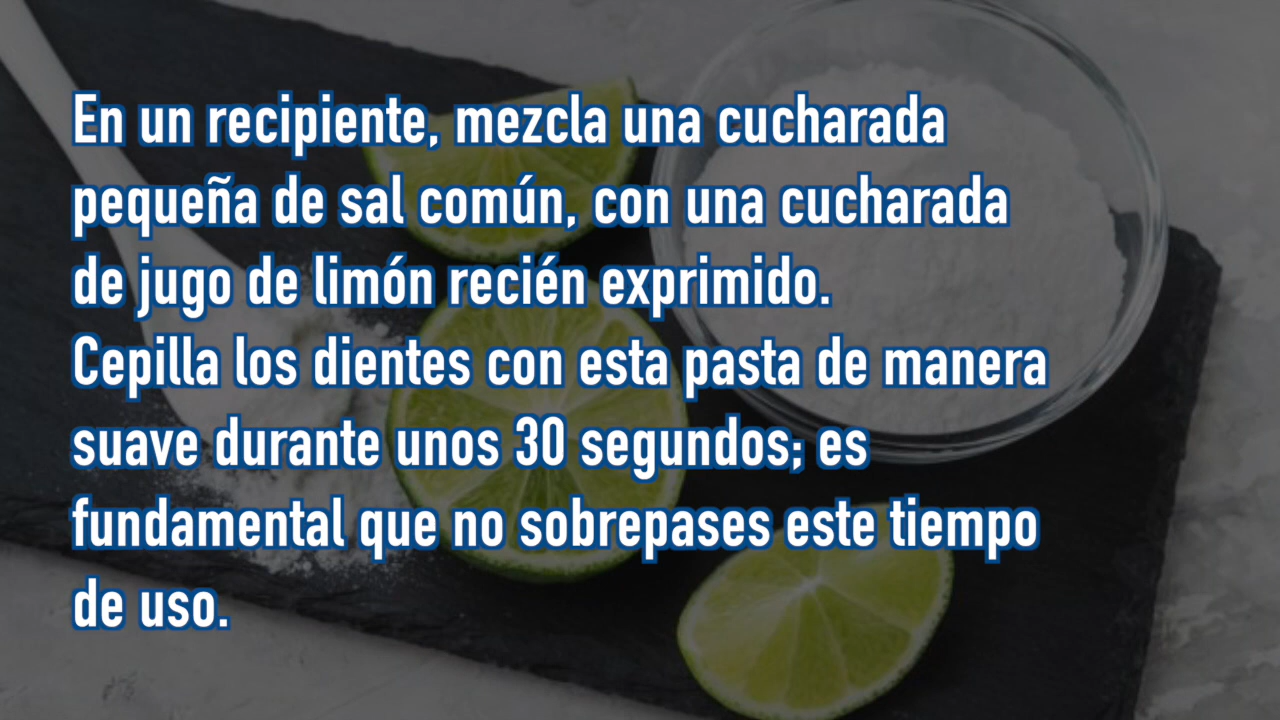 En un recipiente, mezcla una cucharada
pequeña de sal común, con una cucharada
de jugo de limón recién exprimido.
Cepilla los dientes con esta pasta de manera
suave durante unos 30 segundos; es
fundamental que no sobrepases este tiempo
de uso.